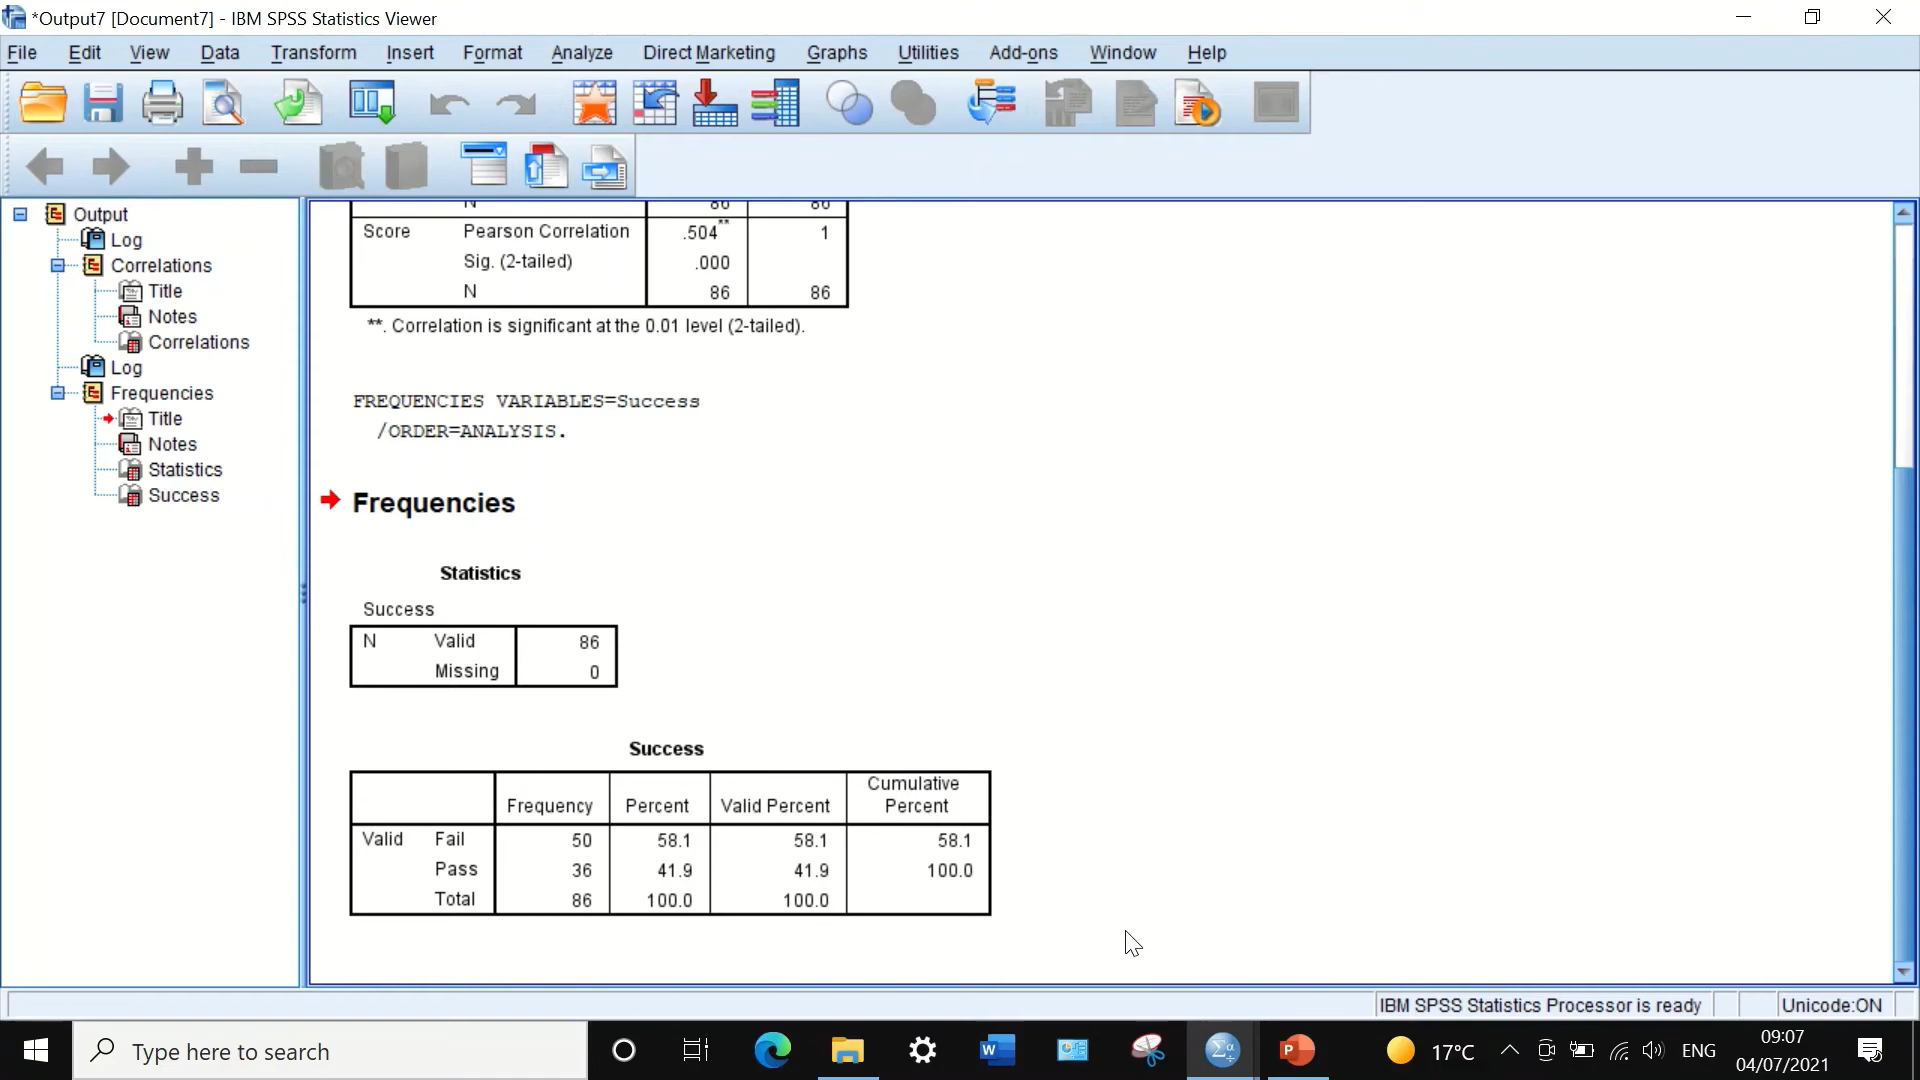 *Output7 [Document7] - IBM SPSS Statistics Viewer
File Edit View Data Transform Insert Format Analyze Direct Marketing Graphs Utilities Add-ons Window Help
Output
Log
Correlations
Title
Notes
Correlations
Log
Frequencies
Title
Notes
Statistics
Success
N 86 86
Score Pearson Correlation .504** 1
Sig. (2-tailed) .000
N 86 86
**. Correlation is significant at the 0.01 level (2-tailed).
FREQUENCIES VARIABLES=Success
/ORDER=ANALYSIS.
Frequencies
Statistics
Success
N Valid 86
Missing 0
Success
Frequency Percent Valid Percent Cumulative Percent
Valid Fail 50 58.1 58.1 58.1
Pass 36 41.9 41.9 100.0
Total 86 100.0 100.0
IBM SPSS Statistics Processor is ready Unicode:ON
Type here to search
17°C ENG
09:07
04/07/2021